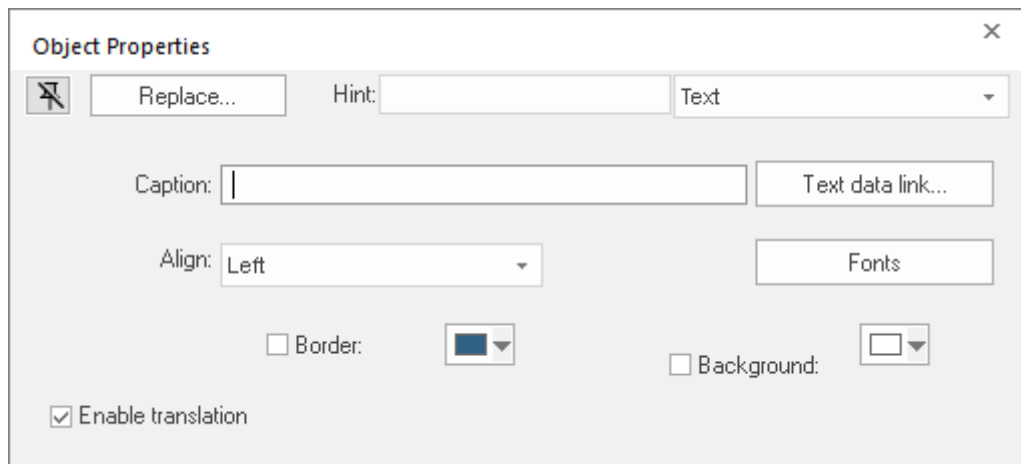 Object Properties
Replace... Hint: Text
Caption: Text data link...
Align: Left Fonts
Border:
Background:
Enable translation